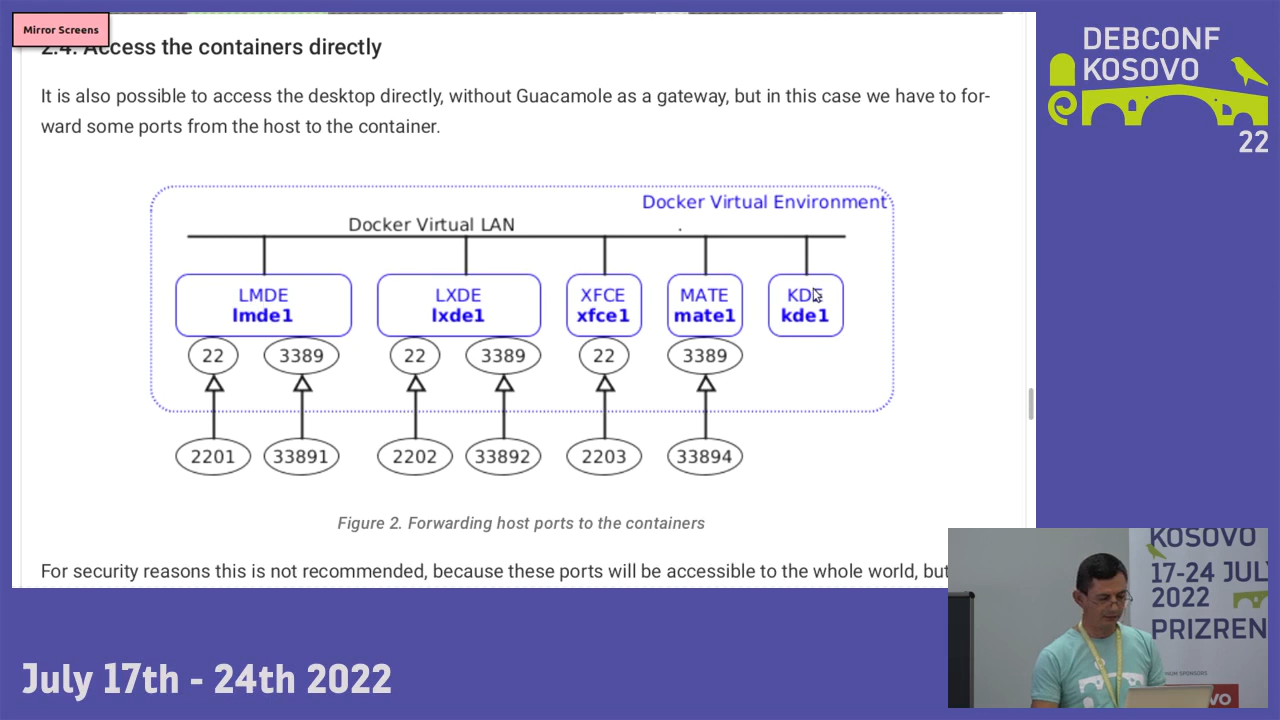 Mirror Screens
2.4. Access the containers directly
It is also possible to access the desktop directly, without Guacamole as a gateway, but in this case we have to for-
ward some ports from the host to the container.
Docker Virtual Environment
Docker Virtual LAN
LMDE
lmde1
LXDE
lxde1
XFCE
xfce1
MATE
mate1
KDE
kde1
22
3389
22
3389
22
3389
2201
33891
2202
33892
2203
33894
Figure 2. Forwarding host ports to the containers
For security reasons this is not recommended, because these ports will be accessible to the whole world, but
DEBCONF
KOSOVO
22
KOSOVO
17-24 JUL
2022
PRIZREN
NUM SPONSORS
VO
July 17th - 24th 2022